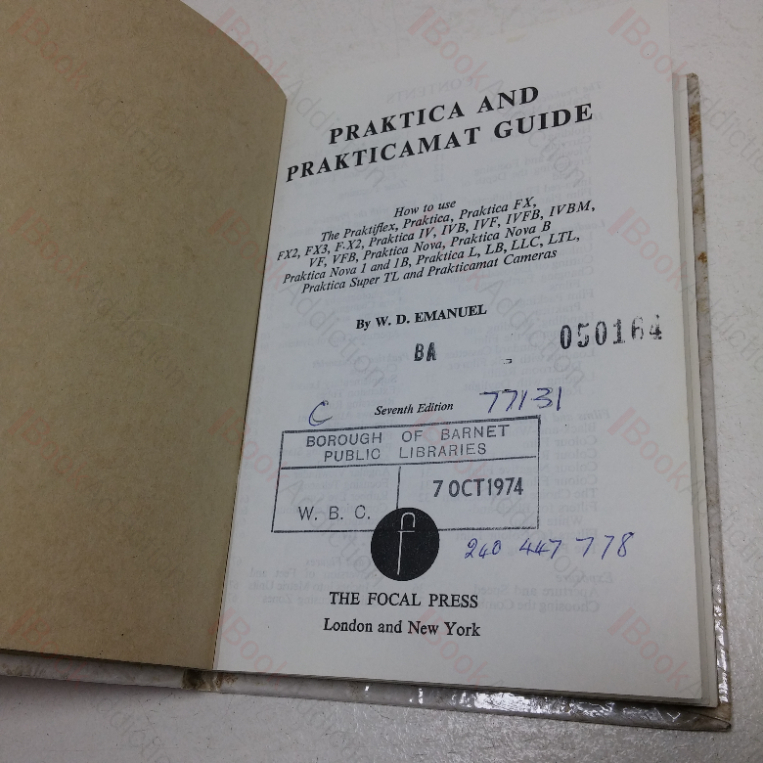 PRAKTICA AND
PRAKTICAMAT GUIDE
How to use
The Praktiflex, Praktica, Praktica FX,
FX2, FX3, F-X2, Praktica IV, IVB, IVF, IVFB, IVBM,
VF, VFB, Praktica Nova, Praktica Nova B
Praktica Nova 1 and 1B, Praktica L, LB, LLC, LTL,
Praktica Super TL and Prakticamat Cameras
By W. D. EMANUEL
BA 050164
C Seventh Edition 77131
BOROUGH OF BARNET
PUBLIC LIBRARIES
7 OCT 1974
W. B. C.
f
240 447 778
THE FOCAL PRESS
London and New York
iBookAddiction